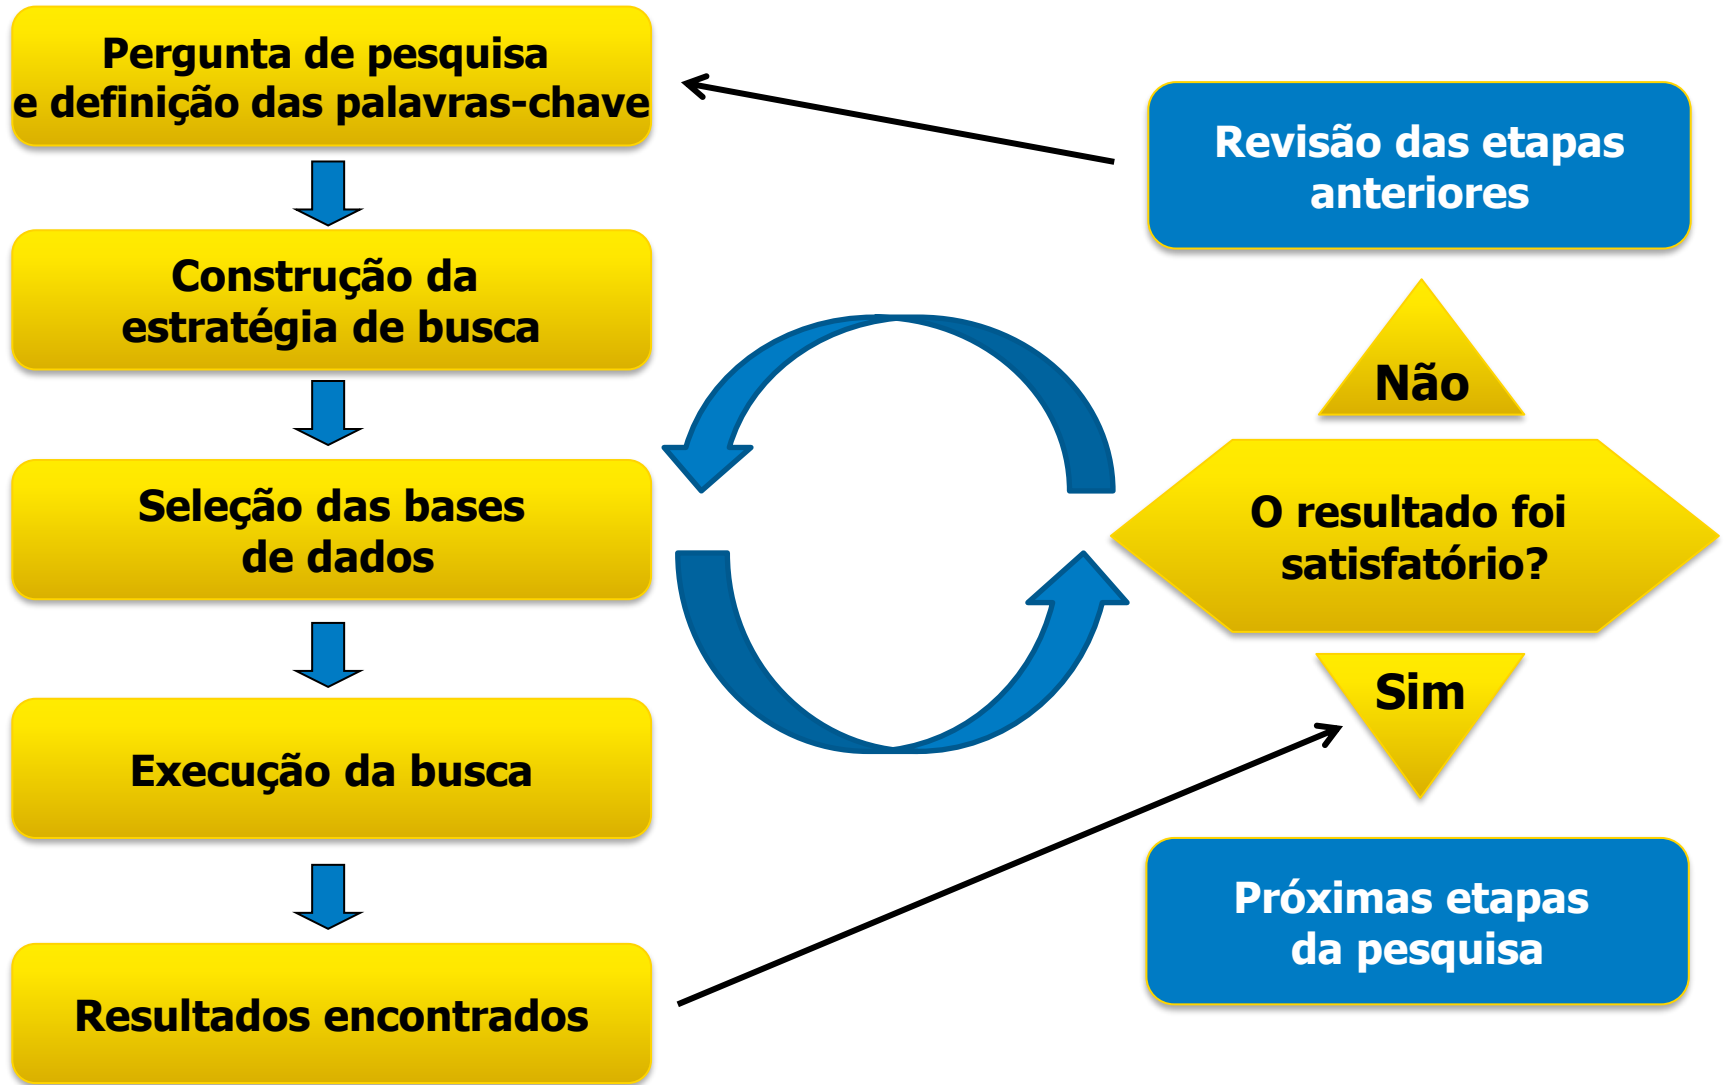 Pergunta de pesquisa
e definição das palavras-chave
Construção da
estratégia de busca
Seleção das bases
de dados
Execução da busca
Resultados encontrados
Revisão das etapas
anteriores
Não
O resultado foi
satisfatório?
Sim
Próximas etapas
da pesquisa